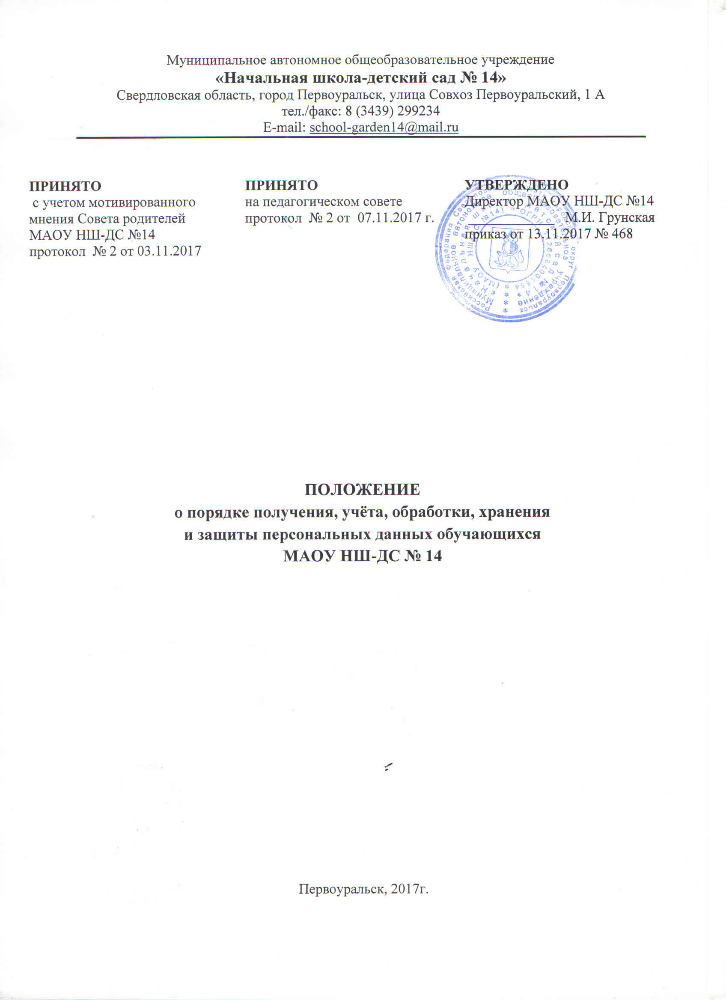 Муниципальное автономное общеобразовательное учреждение
«Начальная школа-детский сад № 14»
Свердловская область, город Первоуральск, улица Совхоз Первоуральский, 1 А
тел./факс: 8 (3439) 299234
E-mail: school-garden14@mail.ru
ПРИНЯТО
с учетом мотивированного
мнения Совета родителей
МАОУ НШ-ДС №14
протокол № 2 от 03.11.2017
ПРИНЯТО
на педагогическом совете
протокол № 2 от 07.11.2017 г.
УТВЕРЖДЕНО
Директор МАОУ НШ-ДС №14
____________ М.И. Грунская
приказ от 13.11.2017 № 468
ПОЛОЖЕНИЕ
о порядке получения, учёта, обработки, хранения
и защиты персональных данных обучающихся
МАОУ НШ-ДС № 14
Первоуральск, 2017г.